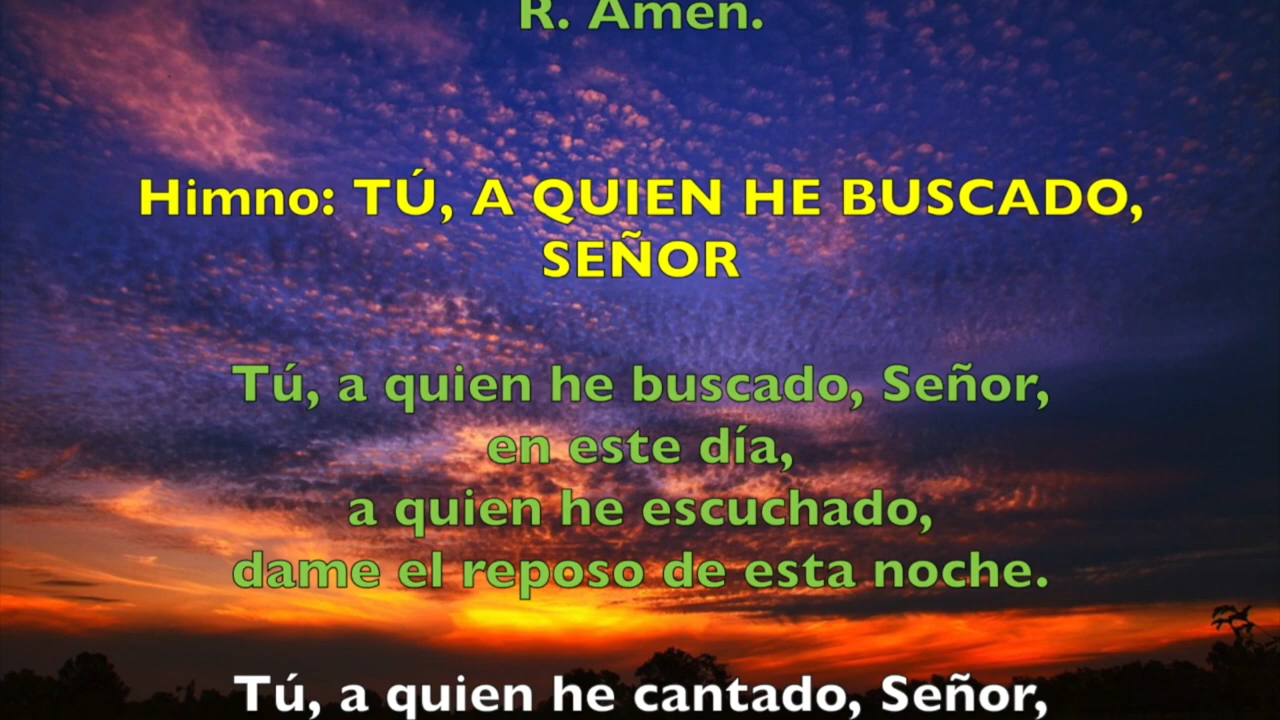 R. Amén.
Himno: TÚ, A QUIEN HE BUSCADO,
SEÑOR
Tú, a quien he buscado, Señor,
en este día,
a quien he escuchado,
dame el reposo de esta noche.
Tú, a quien he cantado, Señor,